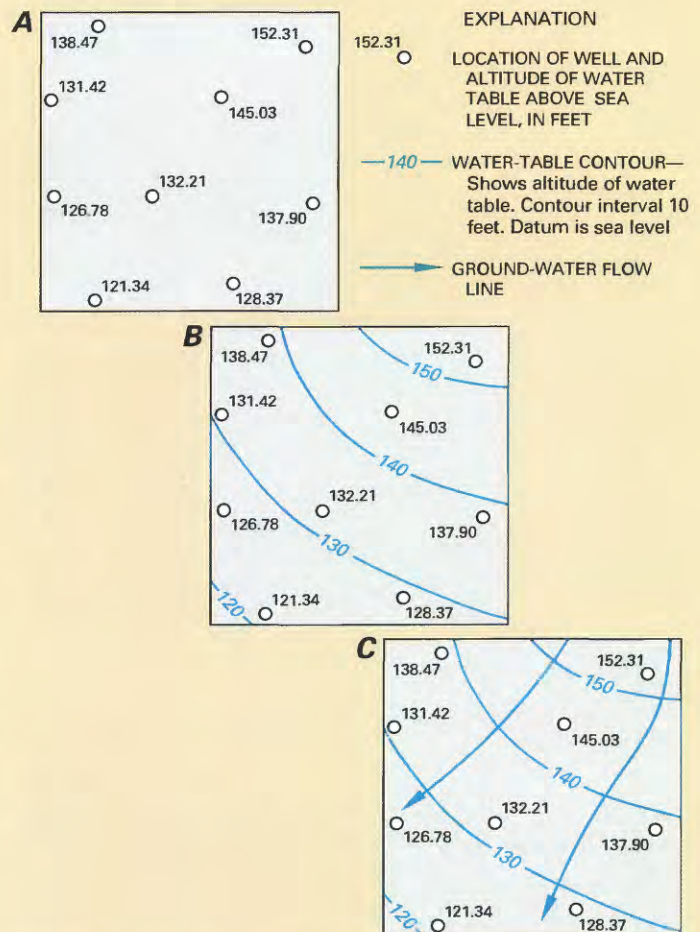 A
138.47
152.31
131.42
145.03
126.78
132.21
137.90
121.34
128.37
EXPLANATION
152.31
LOCATION OF WELL AND
ALTITUDE OF WATER
TABLE ABOVE SEA
LEVEL, IN FEET
140
WATER-TABLE CONTOUR—
Shows altitude of water
table. Contour interval 10
feet. Datum is sea level
GROUND-WATER FLOW
LINE
B
138.47
152.31
150
131.42
145.03
140
126.78
132.21
137.90
130
120
121.34
128.37
C
138.47
152.31
150
131.42
145.03
140
126.78
132.21
137.90
130
120
121.34
128.37